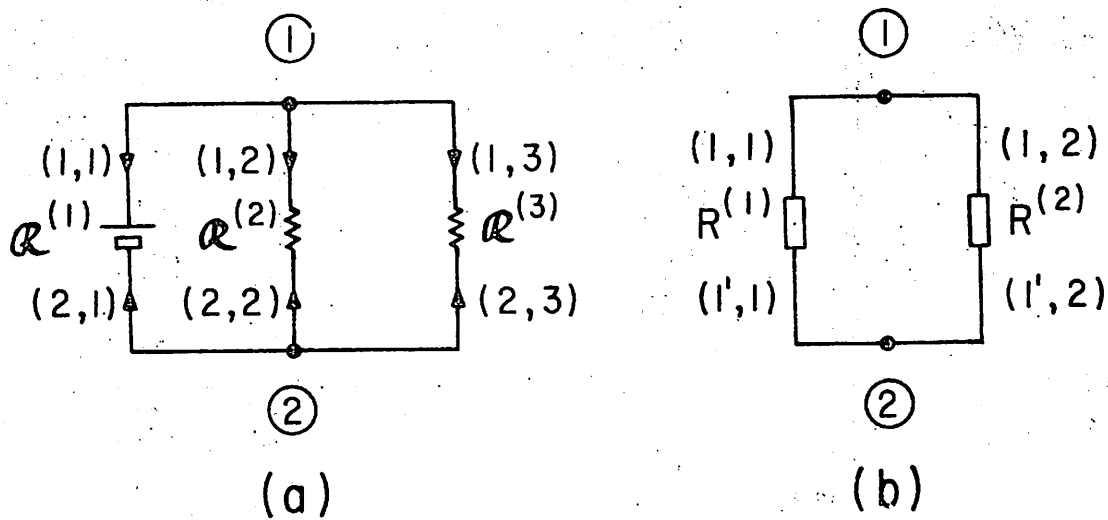 ① ①
(1,1) (1,2) (1,3) (1,1) (1,2)
ℛ⁽¹⁾ ℛ⁽²⁾ ℛ⁽³⁾ R⁽¹⁾ R⁽²⁾
(2,1) (2,2) (2,3) (1',1) (1',2)
② ②
(a) (b)